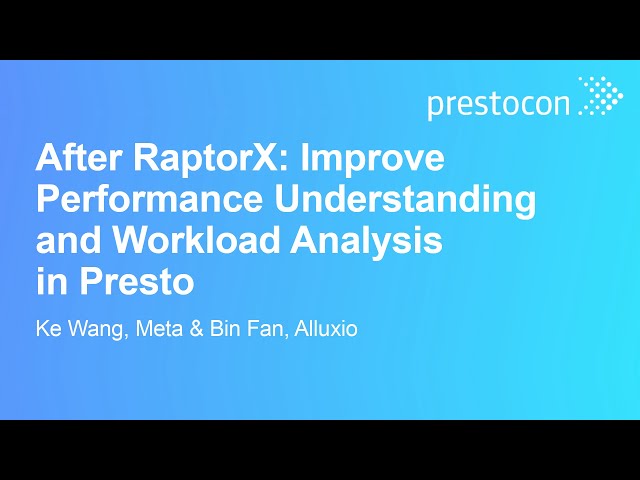 prestocon
After RaptorX: Improve
Performance Understanding
and Workload Analysis
in Presto
Ke Wang, Meta & Bin Fan, Alluxio